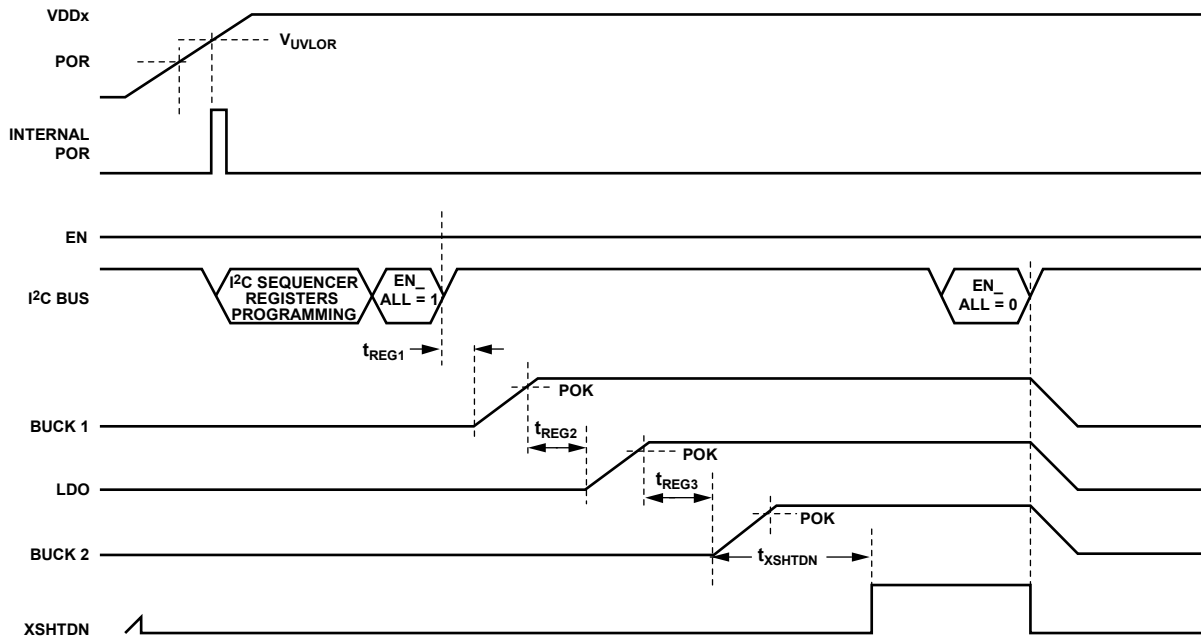 VDDx
VUVLOR
POR
INTERNAL
POR
EN
I²C BUS
I²C SEQUENCER
REGISTERS
PROGRAMMING
EN_
ALL = 1
EN_
ALL = 0
tREG1
POK
BUCK 1
tREG2
POK
LDO
tREG3
POK
BUCK 2
tXSHTDN
XSHTDN